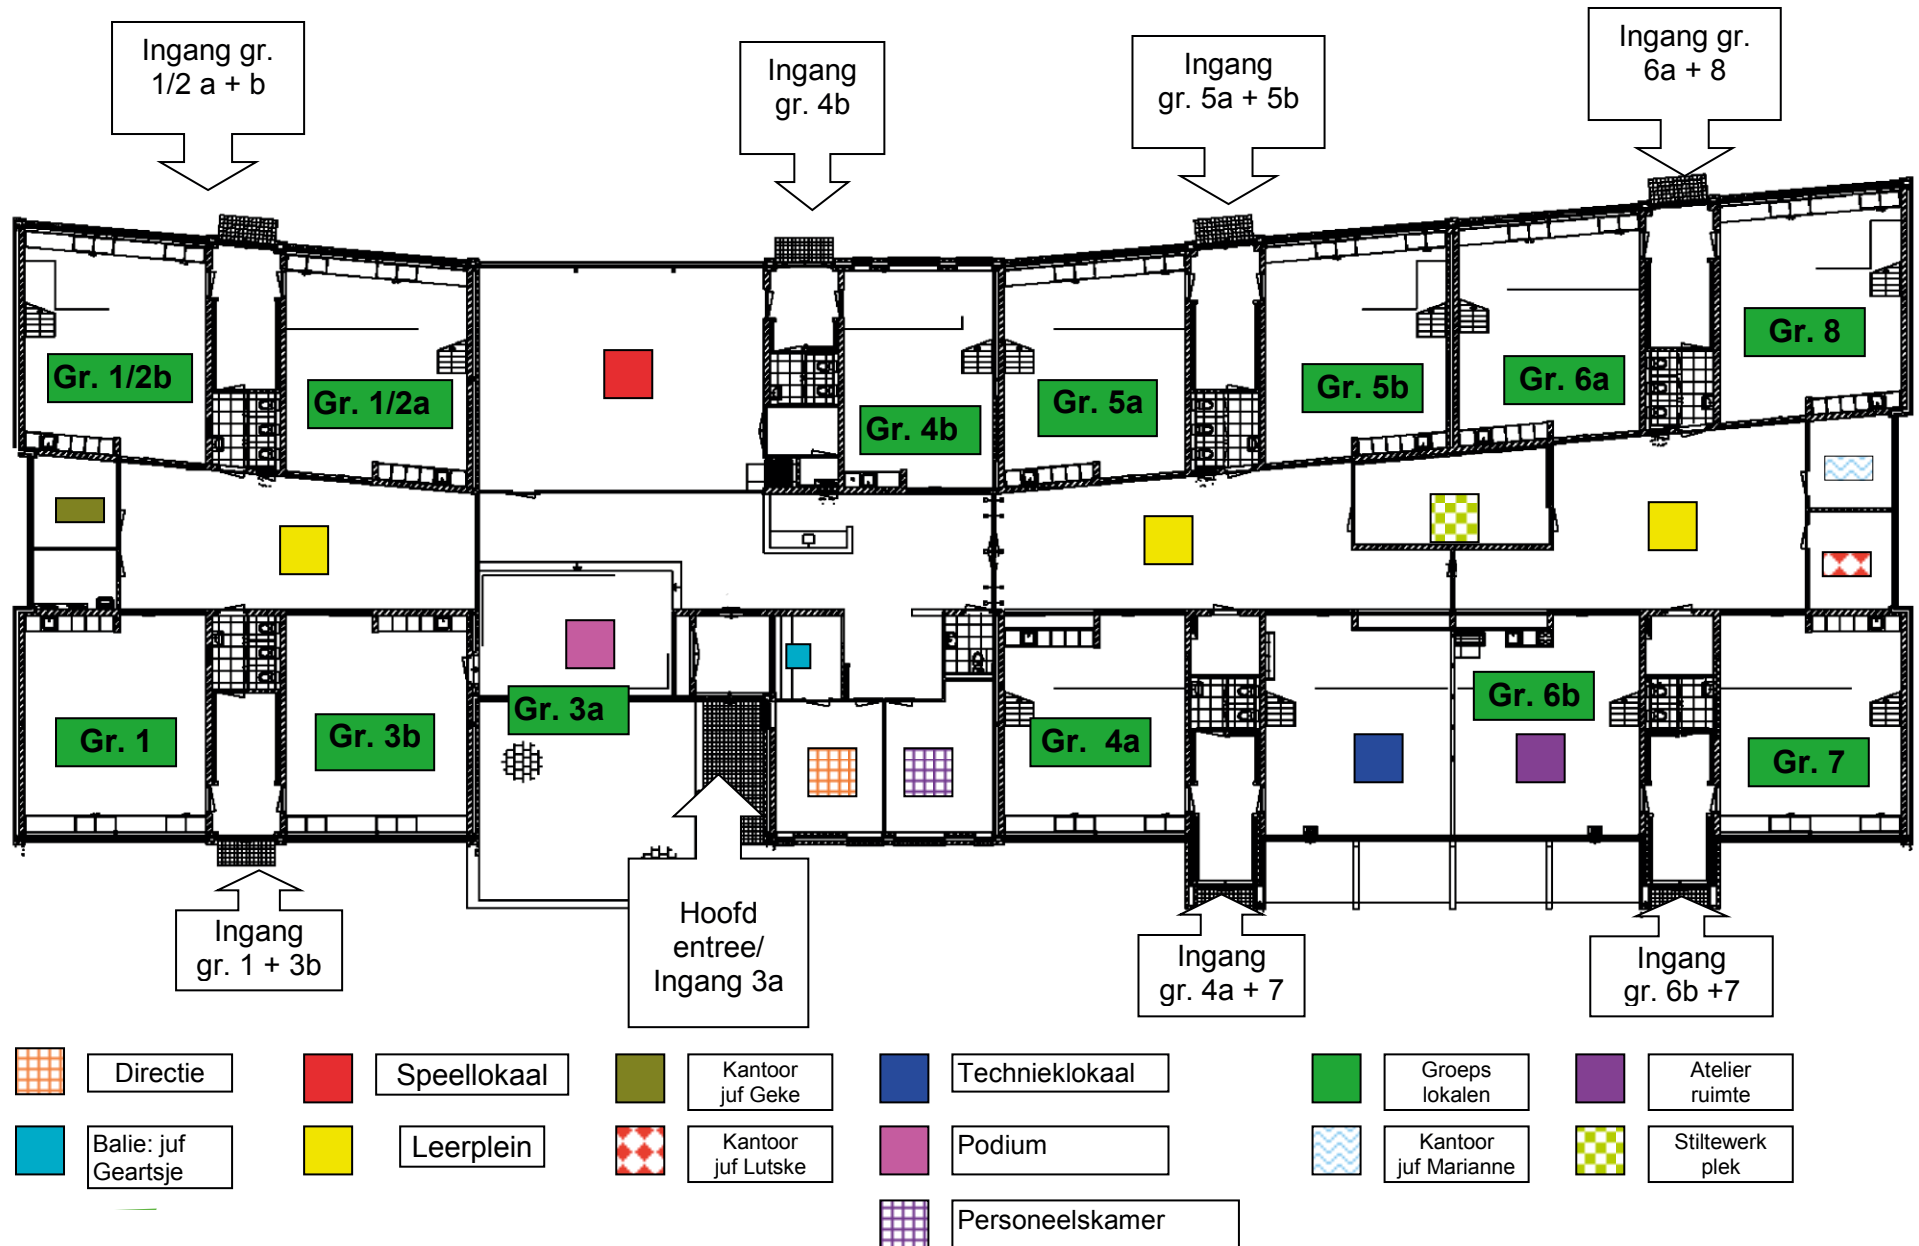 Ingang gr.
1/2 a + b
Ingang
gr. 4b
Ingang
gr. 5a + 5b
Ingang gr.
6a + 8
Gr. 1/2b
Gr. 1/2a
Gr. 4b
Gr. 5a
Gr. 5b
Gr. 6a
Gr. 8
Gr. 1
Gr. 3b
Gr. 3a
Gr. 4a
Gr. 6b
Gr. 7
Ingang
gr. 1 + 3b
Hoofd
entree/
Ingang 3a
Ingang
gr. 4a + 7
Ingang
gr. 6b +7
Directie
Speellokaal
Kantoor
juf Geke
Technieklokaal
Groeps
lokalen
Atelier
ruimte
Balie: juf
Geartsje
Leerplein
Kantoor
juf Lutske
Podium
Kantoor
juf Marianne
Stiltewerk
plek
Personeelskamer